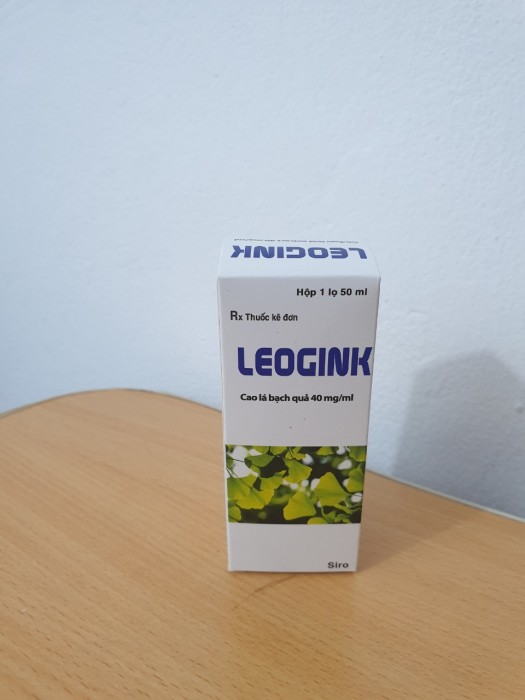 LEOGINK
Hộp 1 lọ 50 ml
Rx Thuốc kê đơn
LEOGINK
Cao lá bạch quả 40 mg/ml
Siro